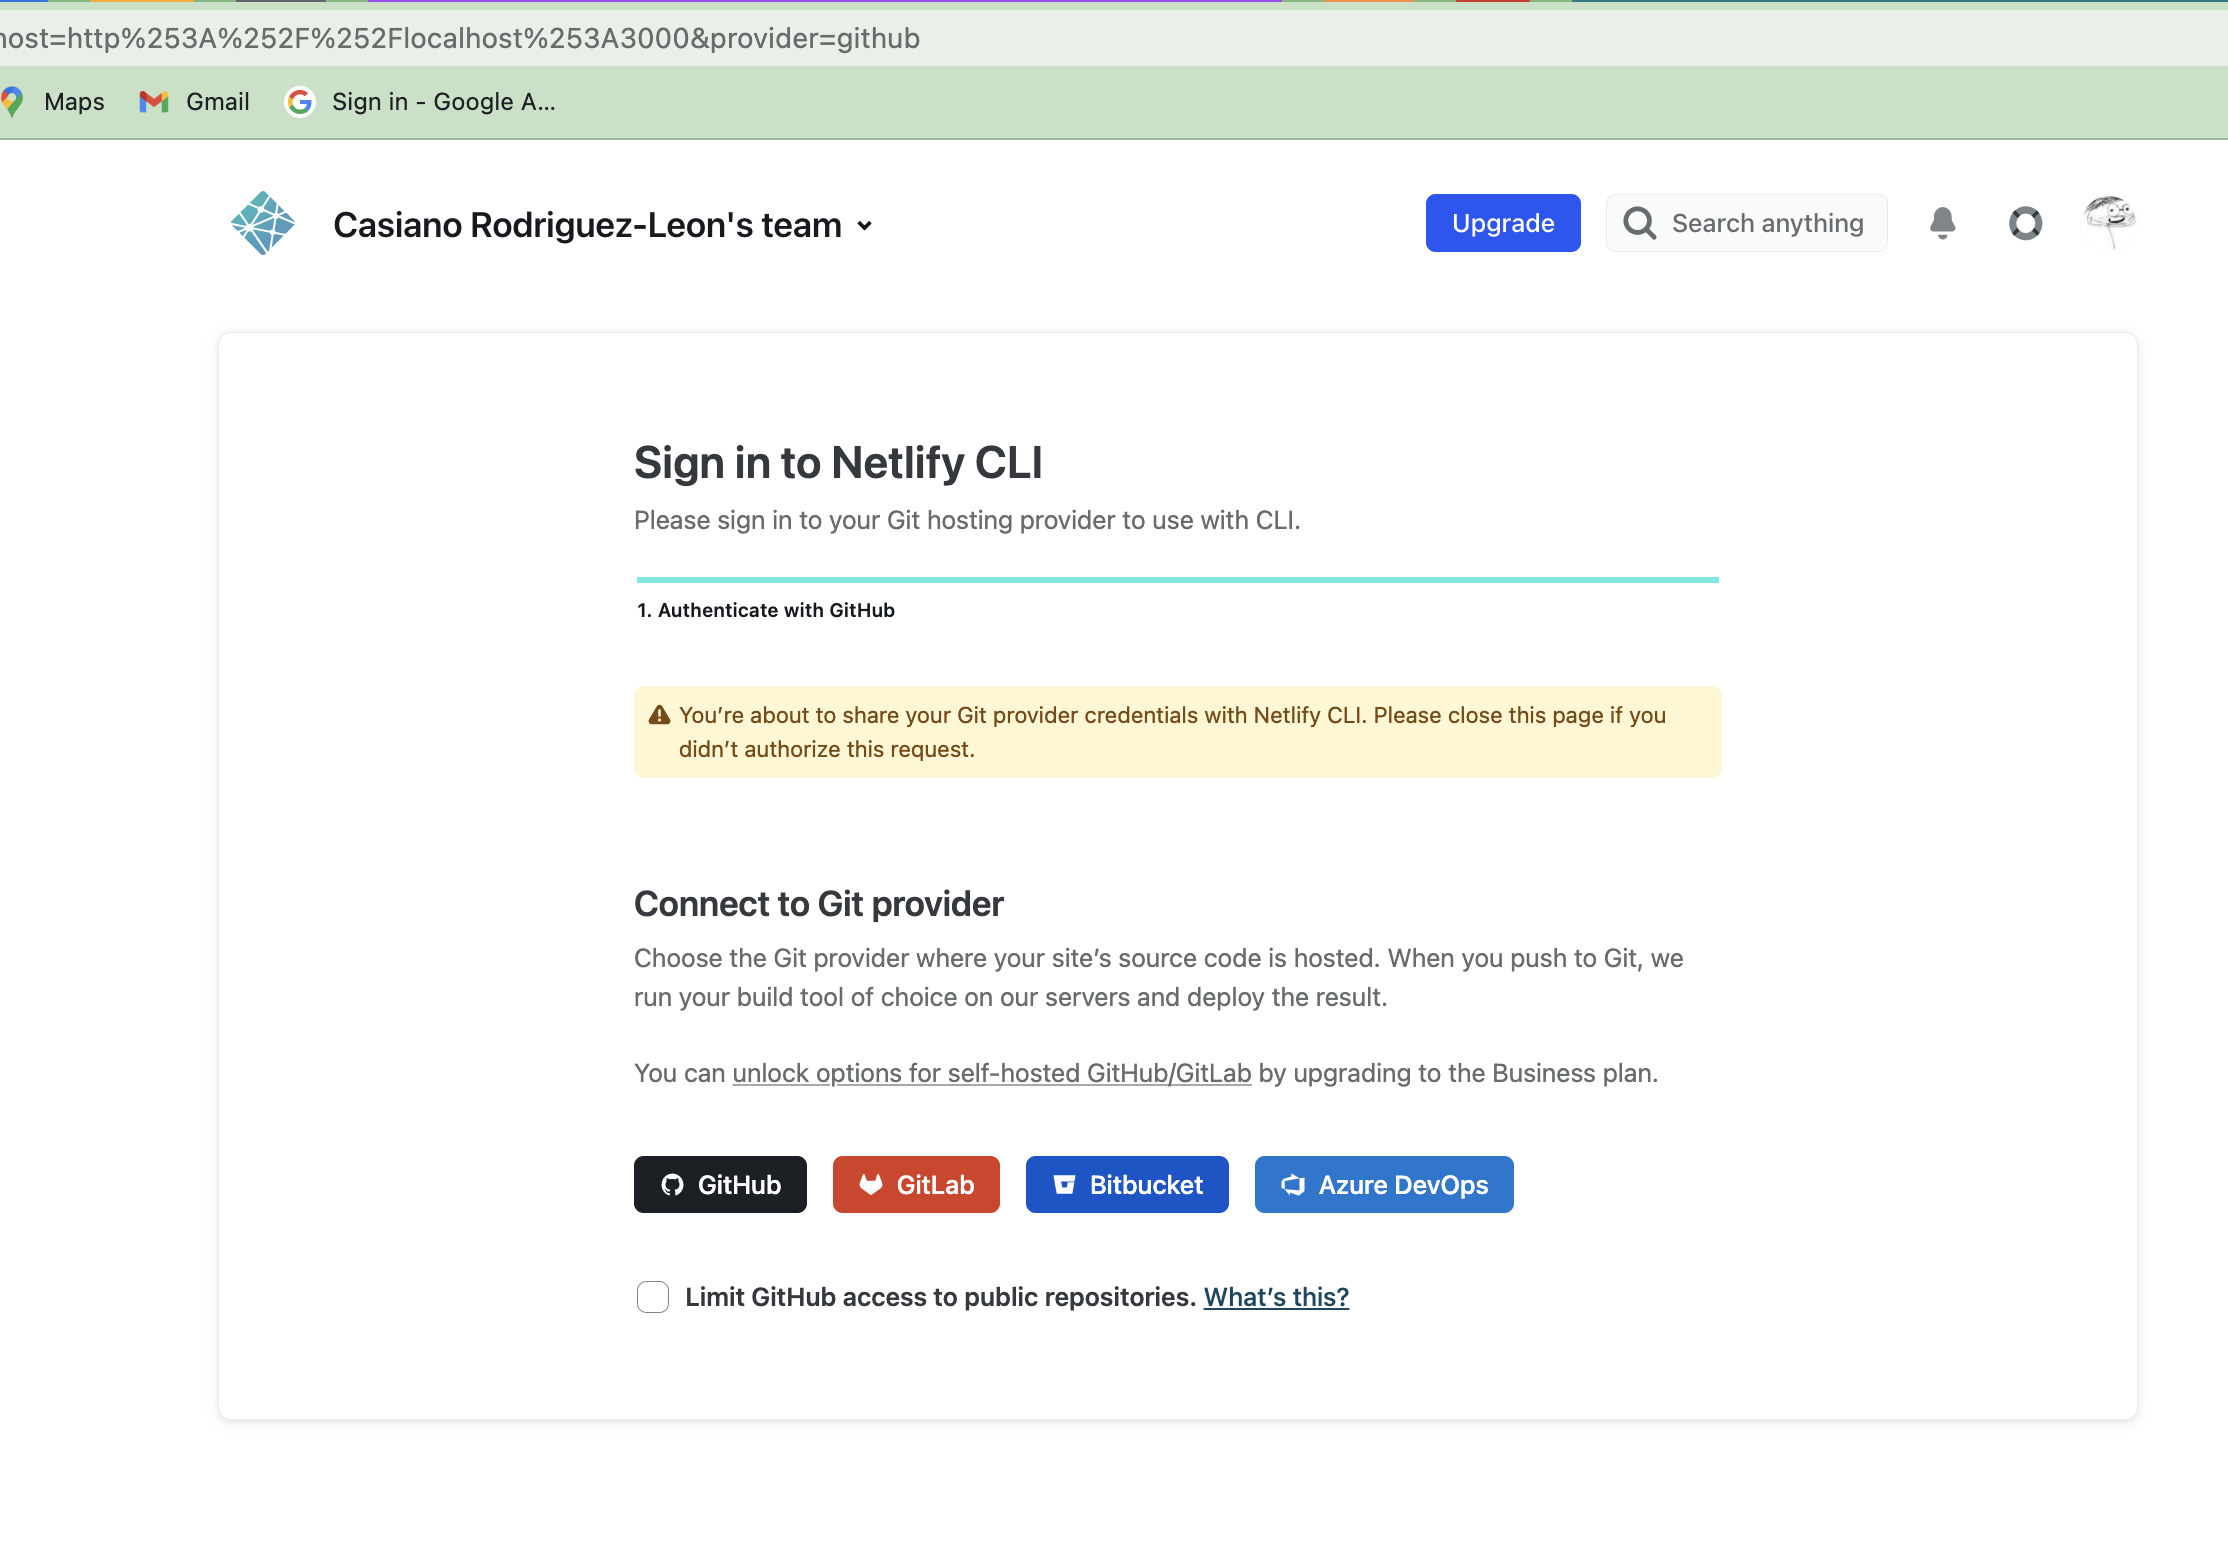 host=http%253A%252F%252Flocalhost%253A3000&provider=github
Maps
Gmail
Sign in - Google A...
Casiano Rodriguez-Leon's team
Upgrade
Search anything
Sign in to Netlify CLI
Please sign in to your Git hosting provider to use with CLI.
1. Authenticate with GitHub
You’re about to share your Git provider credentials with Netlify CLI. Please close this page if you
didn’t authorize this request.
Connect to Git provider
Choose the Git provider where your site’s source code is hosted. When you push to Git, we
run your build tool of choice on our servers and deploy the result.
You can unlock options for self-hosted GitHub/GitLab by upgrading to the Business plan.
GitHub
GitLab
Bitbucket
Azure DevOps
Limit GitHub access to public repositories. What’s this?